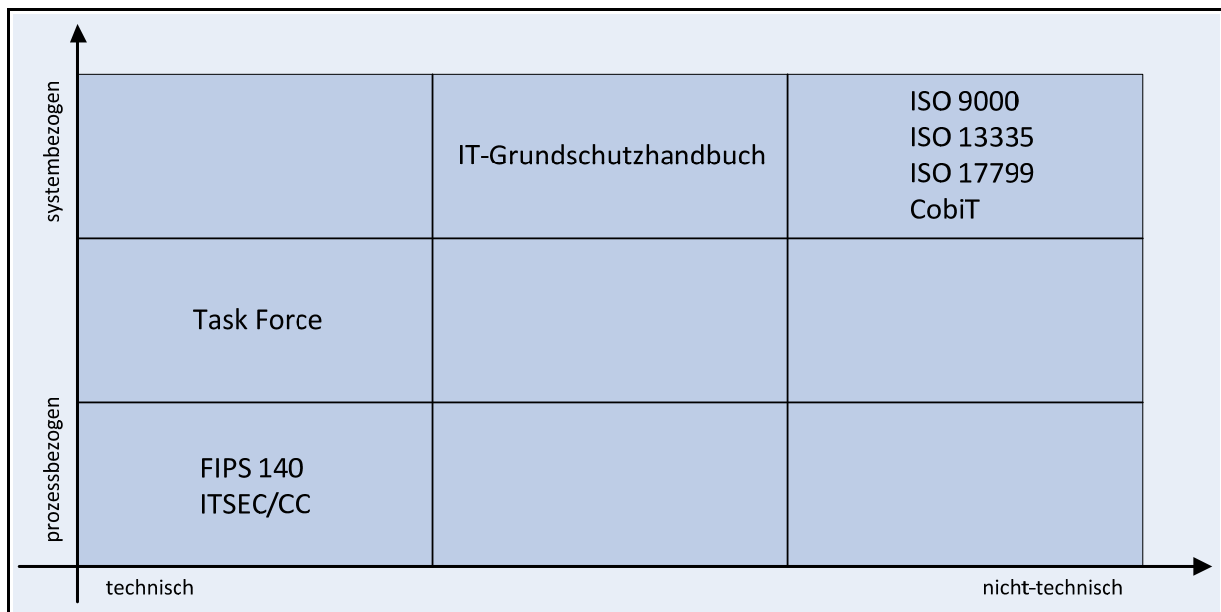 systembezogen
IT-Grundschutzhandbuch
ISO 9000
ISO 13335
ISO 17799
CobiT
Task Force
prozessbezogen
FIPS 140
ITSEC/CC
technisch
nicht-technisch